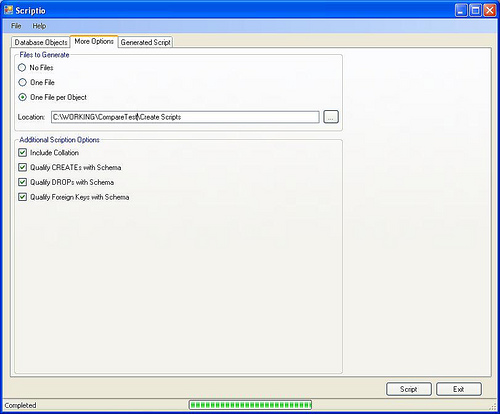 Scriptio
File Help
Database Objects More Options Generated Script
Files to Generate
No Files
One File
One File per Object
Location: C:\WORKING\CompareTest\Create Scripts ...
Additional Scription Options
Include Collation
Qualify CREATEs with Schema
Qualify DROPs with Schema
Qualify Foreign Keys with Schema
Script Exit
Completed